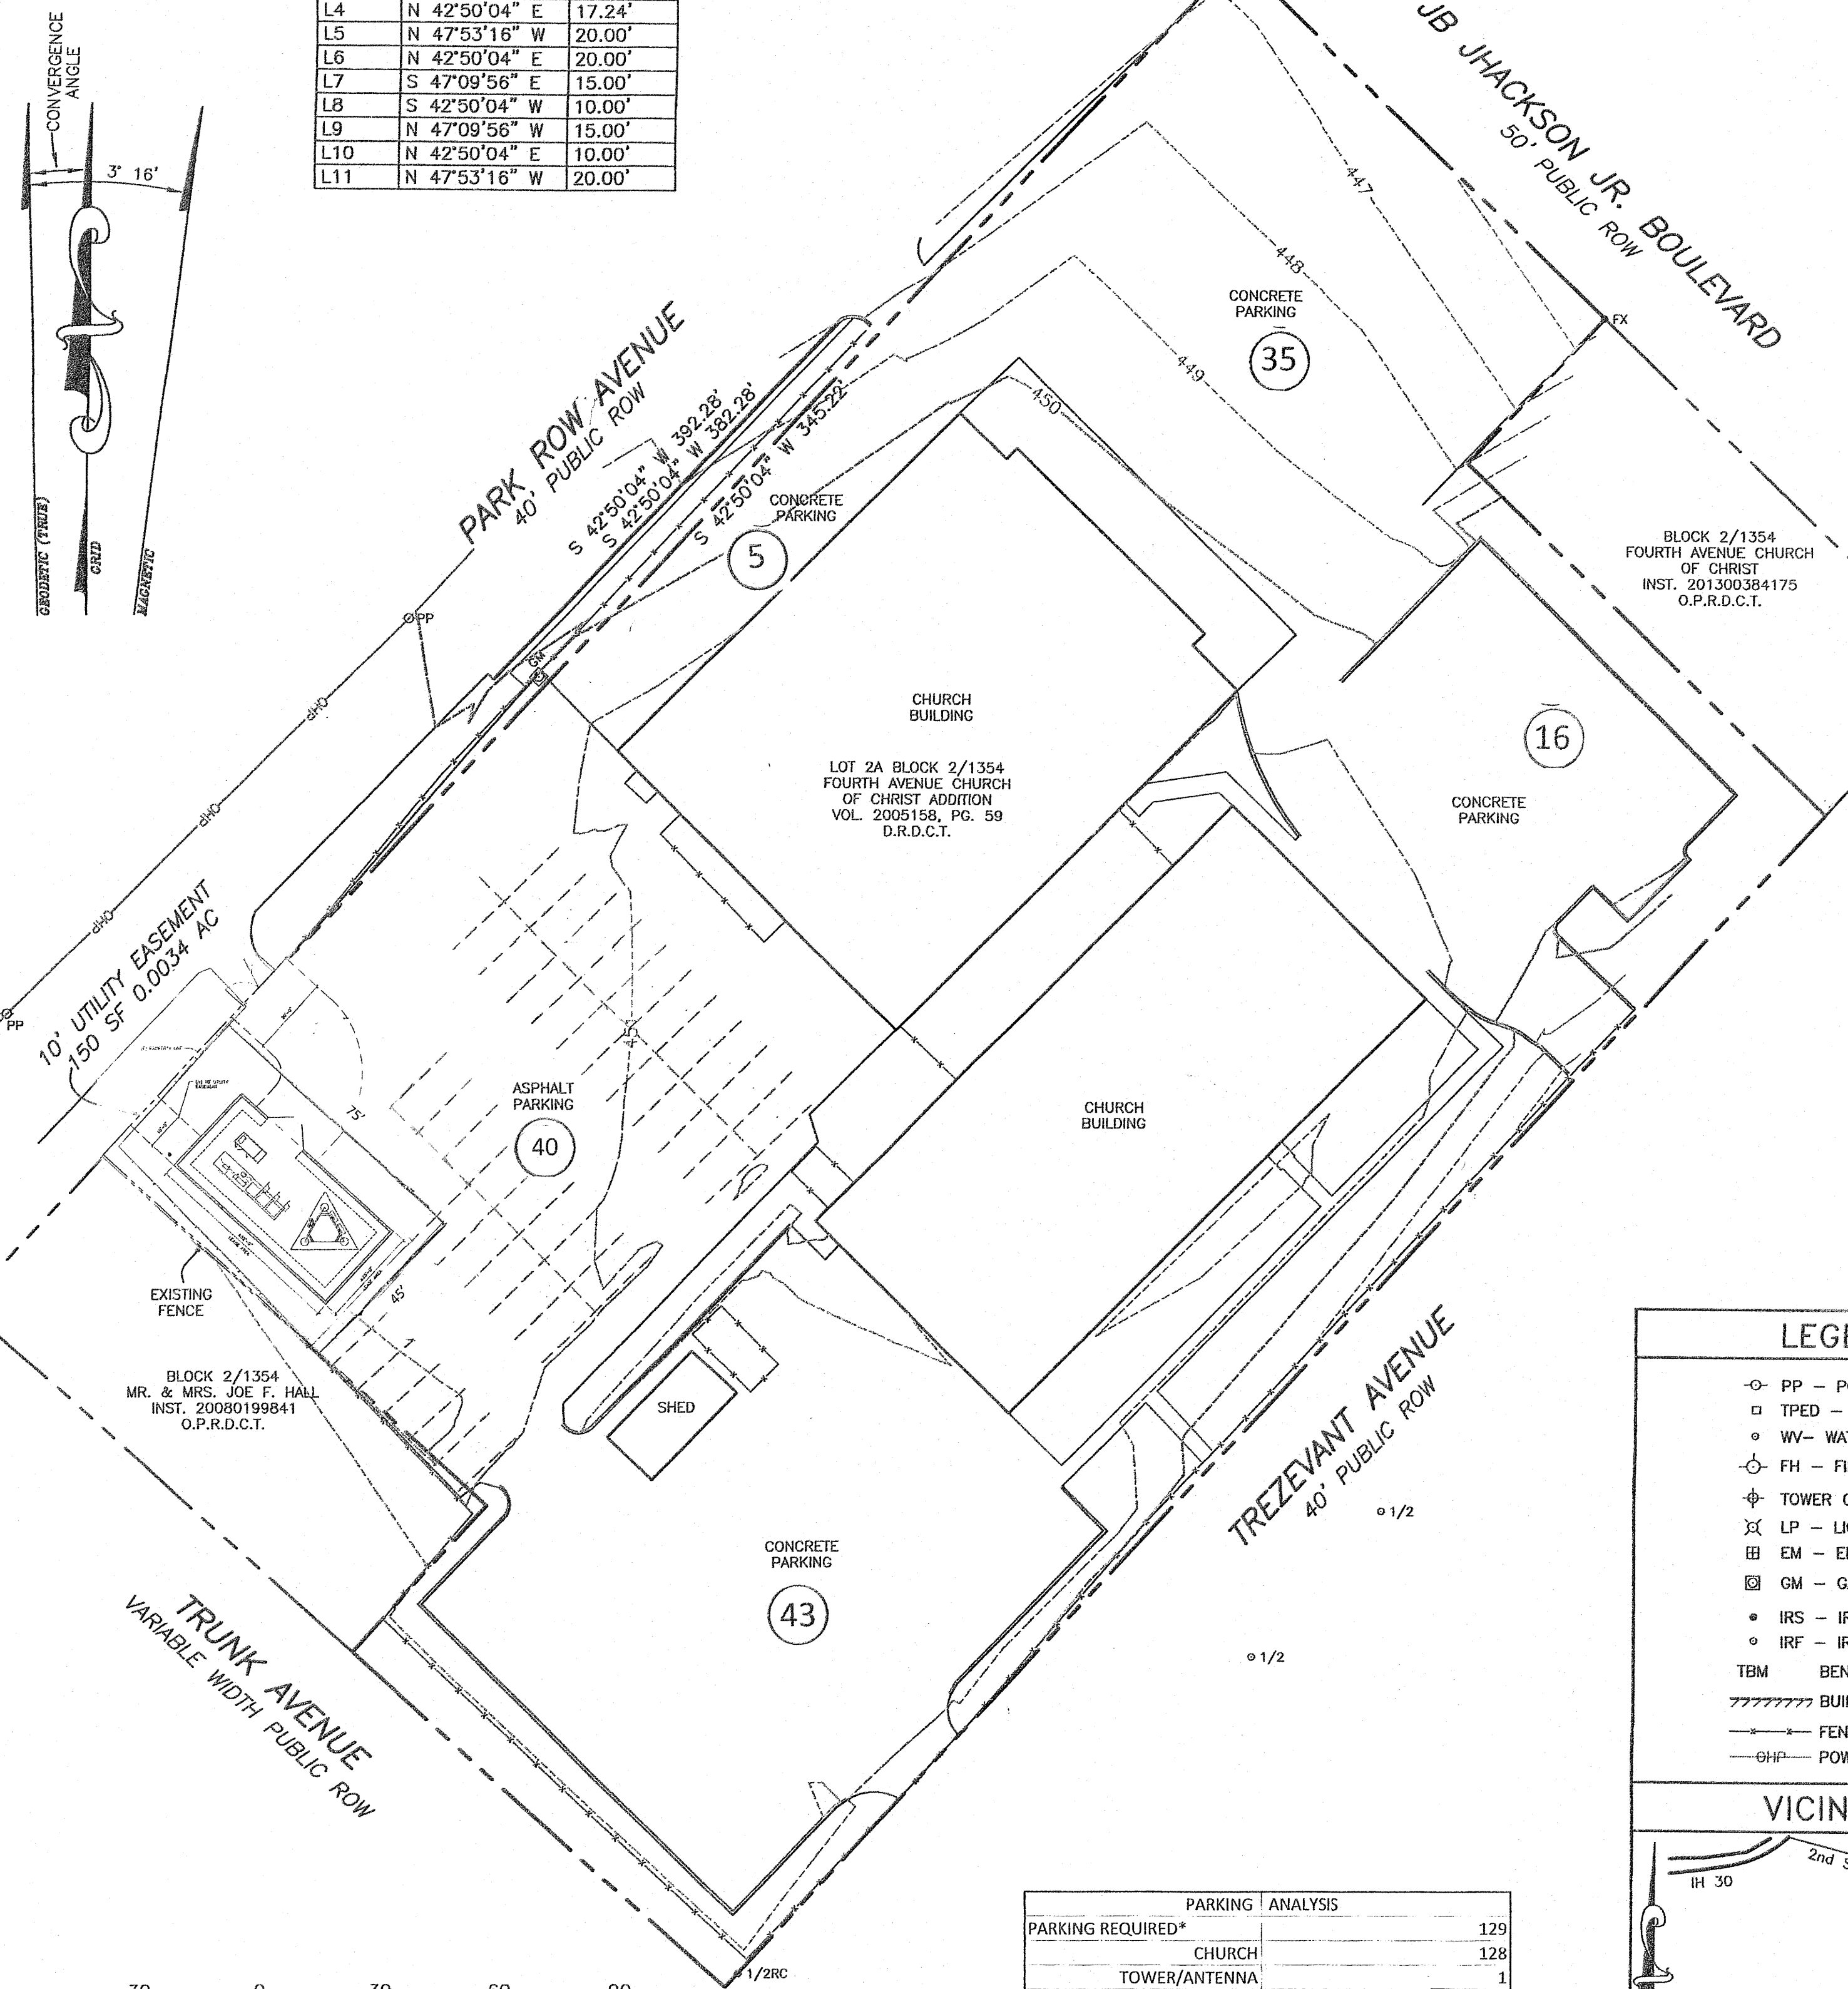 L4 N 42°50'04" E 17.24'
L5 N 47°53'16" W 20.00'
L6 N 42°50'04" E 20.00'
L7 S 47°09'56" E 15.00'
L8 S 42°50'04" W 10.00'
L9 N 47°09'56" W 15.00'
L10 N 42°50'04" E 10.00'
L11 N 47°53'16" W 20.00'
CONVERGENCE
ANGLE
3° 16'
GEODETIC (TRUE)
GRID
MAGNETIC
JB JHACKSON JR. BOULEVARD
50' PUBLIC ROW
447
448
449
450
FX
CONCRETE
PARKING
35
PARK ROW AVENUE
40' PUBLIC ROW
S 42°50'04" W 392.28'
S 42°50'04" W 382.28'
S 42°50'04" W 345.22'
CONCRETE
PARKING
5
PP
GM
OHP
OHP
OHP
PP
BLOCK 2/1354
FOURTH AVENUE CHURCH
OF CHRIST
INST. 201300384175
O.P.R.D.C.T.
CHURCH
BUILDING
LOT 2A BLOCK 2/1354
FOURTH AVENUE CHURCH
OF CHRIST ADDITION
VOL. 2005158, PG. 59
D.R.D.C.T.
16
CONCRETE
PARKING
10' UTILITY EASEMENT
150 SF 0.0034 AC
451
ASPHALT
PARKING
40
75'
45'
CHURCH
BUILDING
EXISTING
FENCE
BLOCK 2/1354
MR. & MRS. JOE F. HALL
INST. 20080199841
O.P.R.D.C.T.
SHED
TREZEVANT AVENUE
40' PUBLIC ROW
1/2
1/2
CONCRETE
PARKING
43
TRUNK AVENUE
VARIABLE WIDTH PUBLIC ROW
1/2RC
PARKING ANALYSIS
PARKING REQUIRED* 129
CHURCH 128
TOWER/ANTENNA 1
LEGE
PP – P
TPED –
WV– WA
FH – FI
TOWER
LP – LI
EM – E
GM – G
IRS – IR
IRF – IR
TBM BEN
BUI
FEN
OHP POW
VICIN
2nd S
IH 30